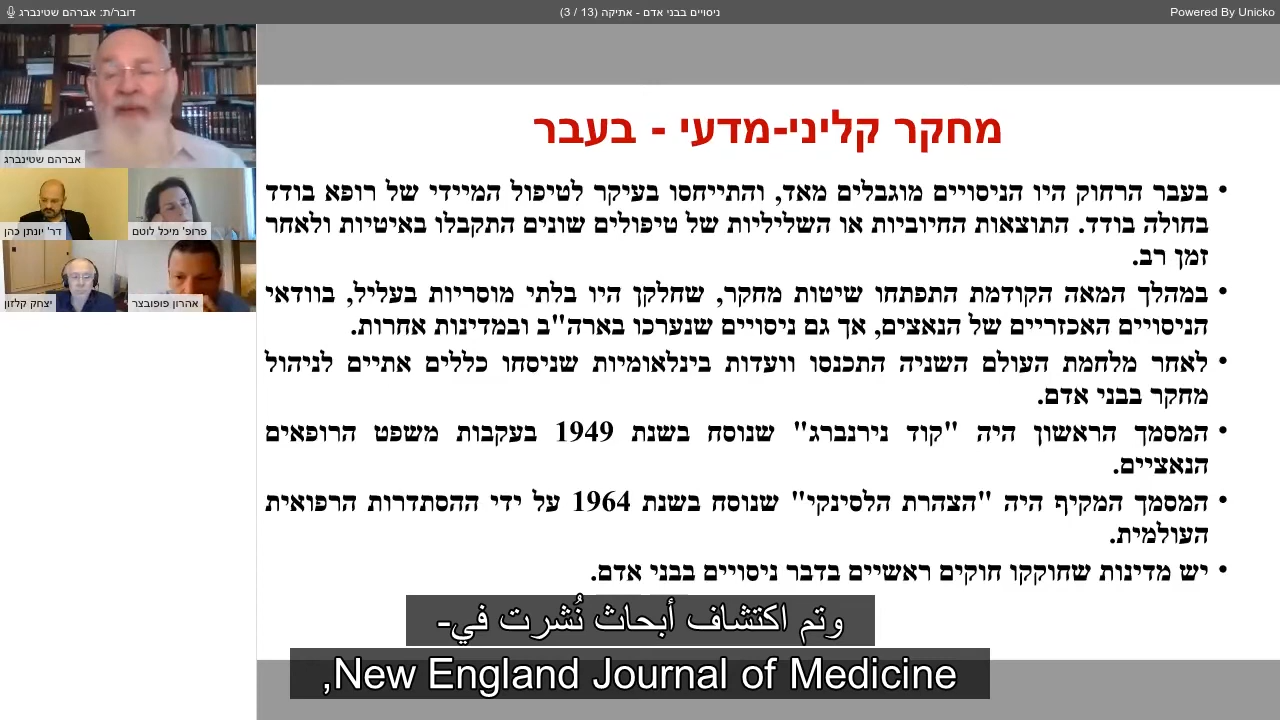 דובר/ת: אברהם שטינברג
ניסויים בבני אדם - אתיקה (13 / 3)
Powered By Unicko
אברהם שטינברג
דר' יונתן כהן
פרופ' מיכל לוטם
יצחק קלזון
אהרון פופובצר
מחקר קליני-מדעי - בעבר
• בעבר הרחוק היו הניסויים מוגבלים מאד, והתייחסו בעיקר לטיפול המיידי של רופא בודד
בחולה בודד. התוצאות החיוביות או השליליות של טיפולים שונים התקבלו באיטיות ולאחר
זמן רב.
• במהלך המאה הקודמת התפתחו שיטות מחקר, שחלקן היו בלתי מוסריות בעליל, בוודאי
הניסויים האכזריים של הנאצים, אך גם ניסויים שנערכו בארה"ב ובמדינות אחרות.
• לאחר מלחמת העולם השניה התכנסו וועדות בינלאומיות שניסחו כללים אתיים לניהול
מחקר בבני אדם.
• המסמך הראשון היה "קוד נירנברג" שנוסח בשנת 1949 בעקבות משפט הרופאים
הנאציים.
• המסמך המקיף היה "הצהרת הלסינקי" שנוסח בשנת 1964 על ידי ההסתדרות הרפואית
העולמית.
• יש מדינות שחוקקו חוקים ראשיים בדבר ניסויים בבני אדם.
وتم اكتشاف أبحاث نُشرت في-
New England Journal of Medicine,